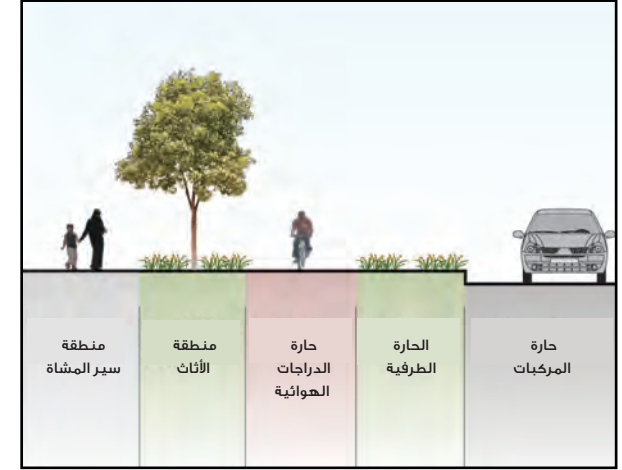 حارة
المركبات
الحارة
الطرفية
حارة
الدراجات
الهوائية
منطقة
الأثاث
منطقة
سير المشاة